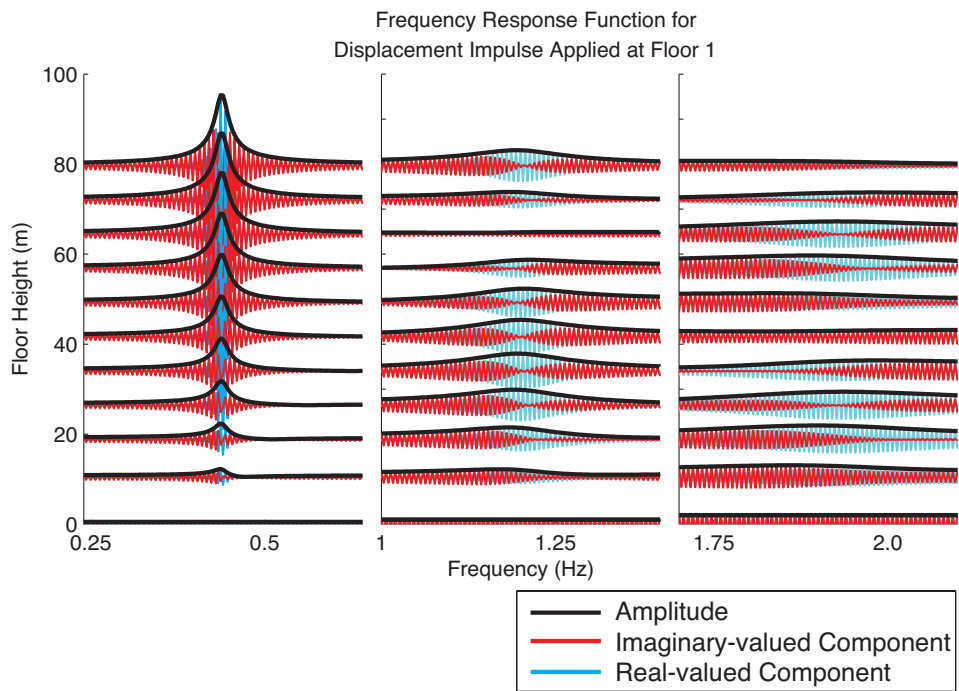 Frequency Response Function for
Displacement Impulse Applied at Floor 1
100
80
60
40
20
0
Floor Height (m)
0.25
0.5
1
1.25
1.75
2.0
Frequency (Hz)
Amplitude
Imaginary-valued Component
Real-valued Component